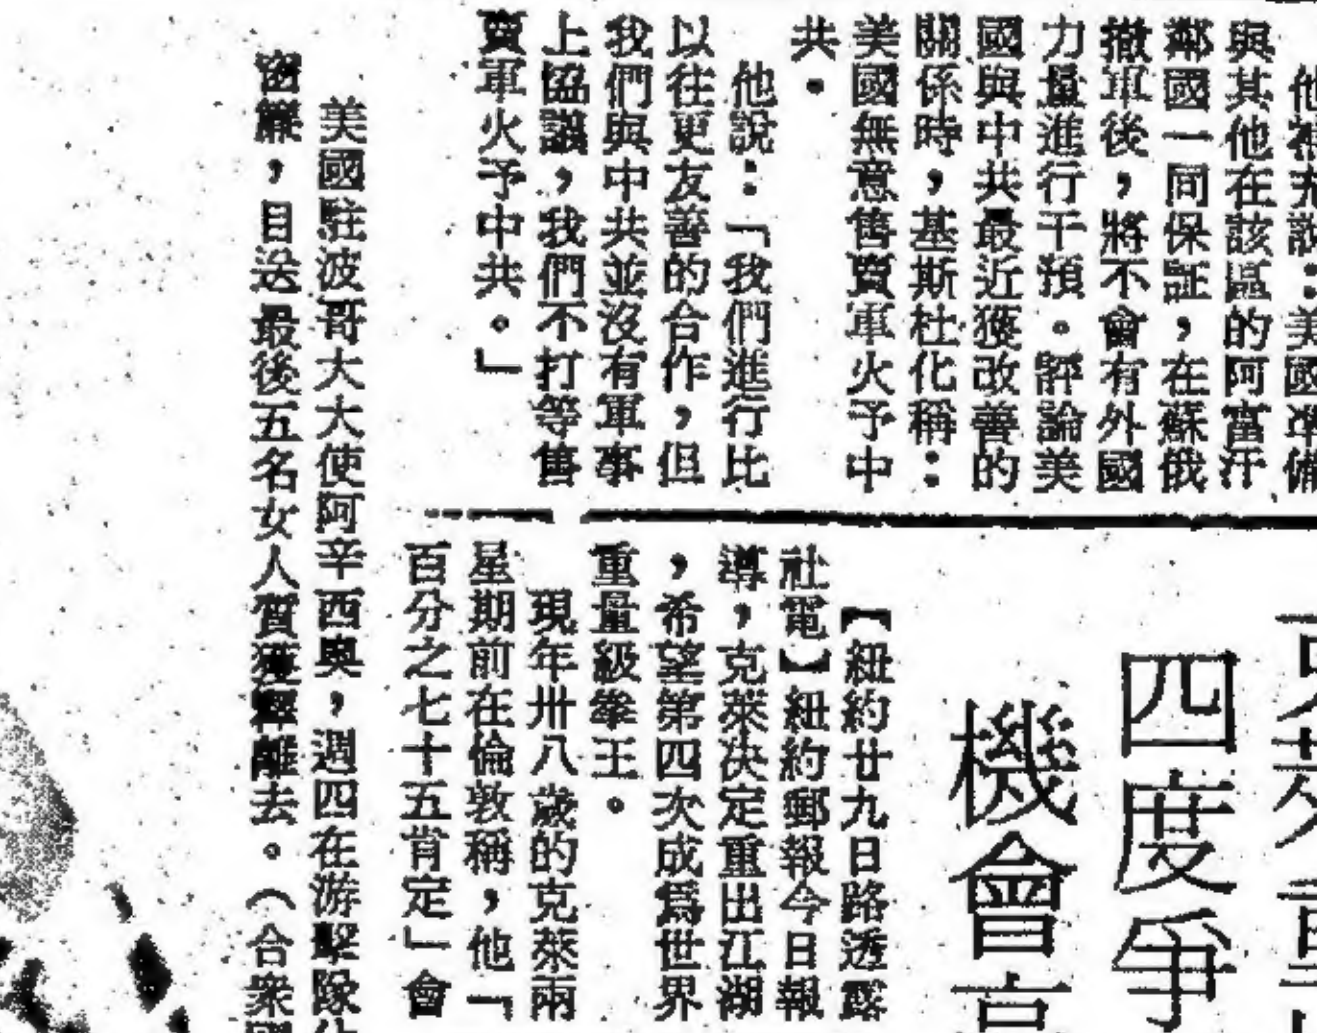 他補充說：美國準備
與其他在該區的阿富汗
鄰國一同保証，在蘇俄
撤軍後，將不會有外國
力量進行干預。評論美
國與中共最近獲改善的
關係時，基斯杜化稱：
美國無意售賣軍火予中
共。
他說：「我們進行比
以往更友善的合作，但
我們與中共並沒有軍事
上協議，我們不打等售
賣軍火予中共。」
四度爭
機會
【紐約廿九日路透
社電】紐約郵報今日報
導，克萊決定重出江湖
，希望第四次成為世界
重量級拳王。
現年卅八歲的克萊兩
星期前在倫敦稱，他「
百分之七十五肯定」會
美國駐波哥大大使阿辛西奧，週四在游擊隊
窗簾，目送最後五名女人質獲釋離去。（合眾